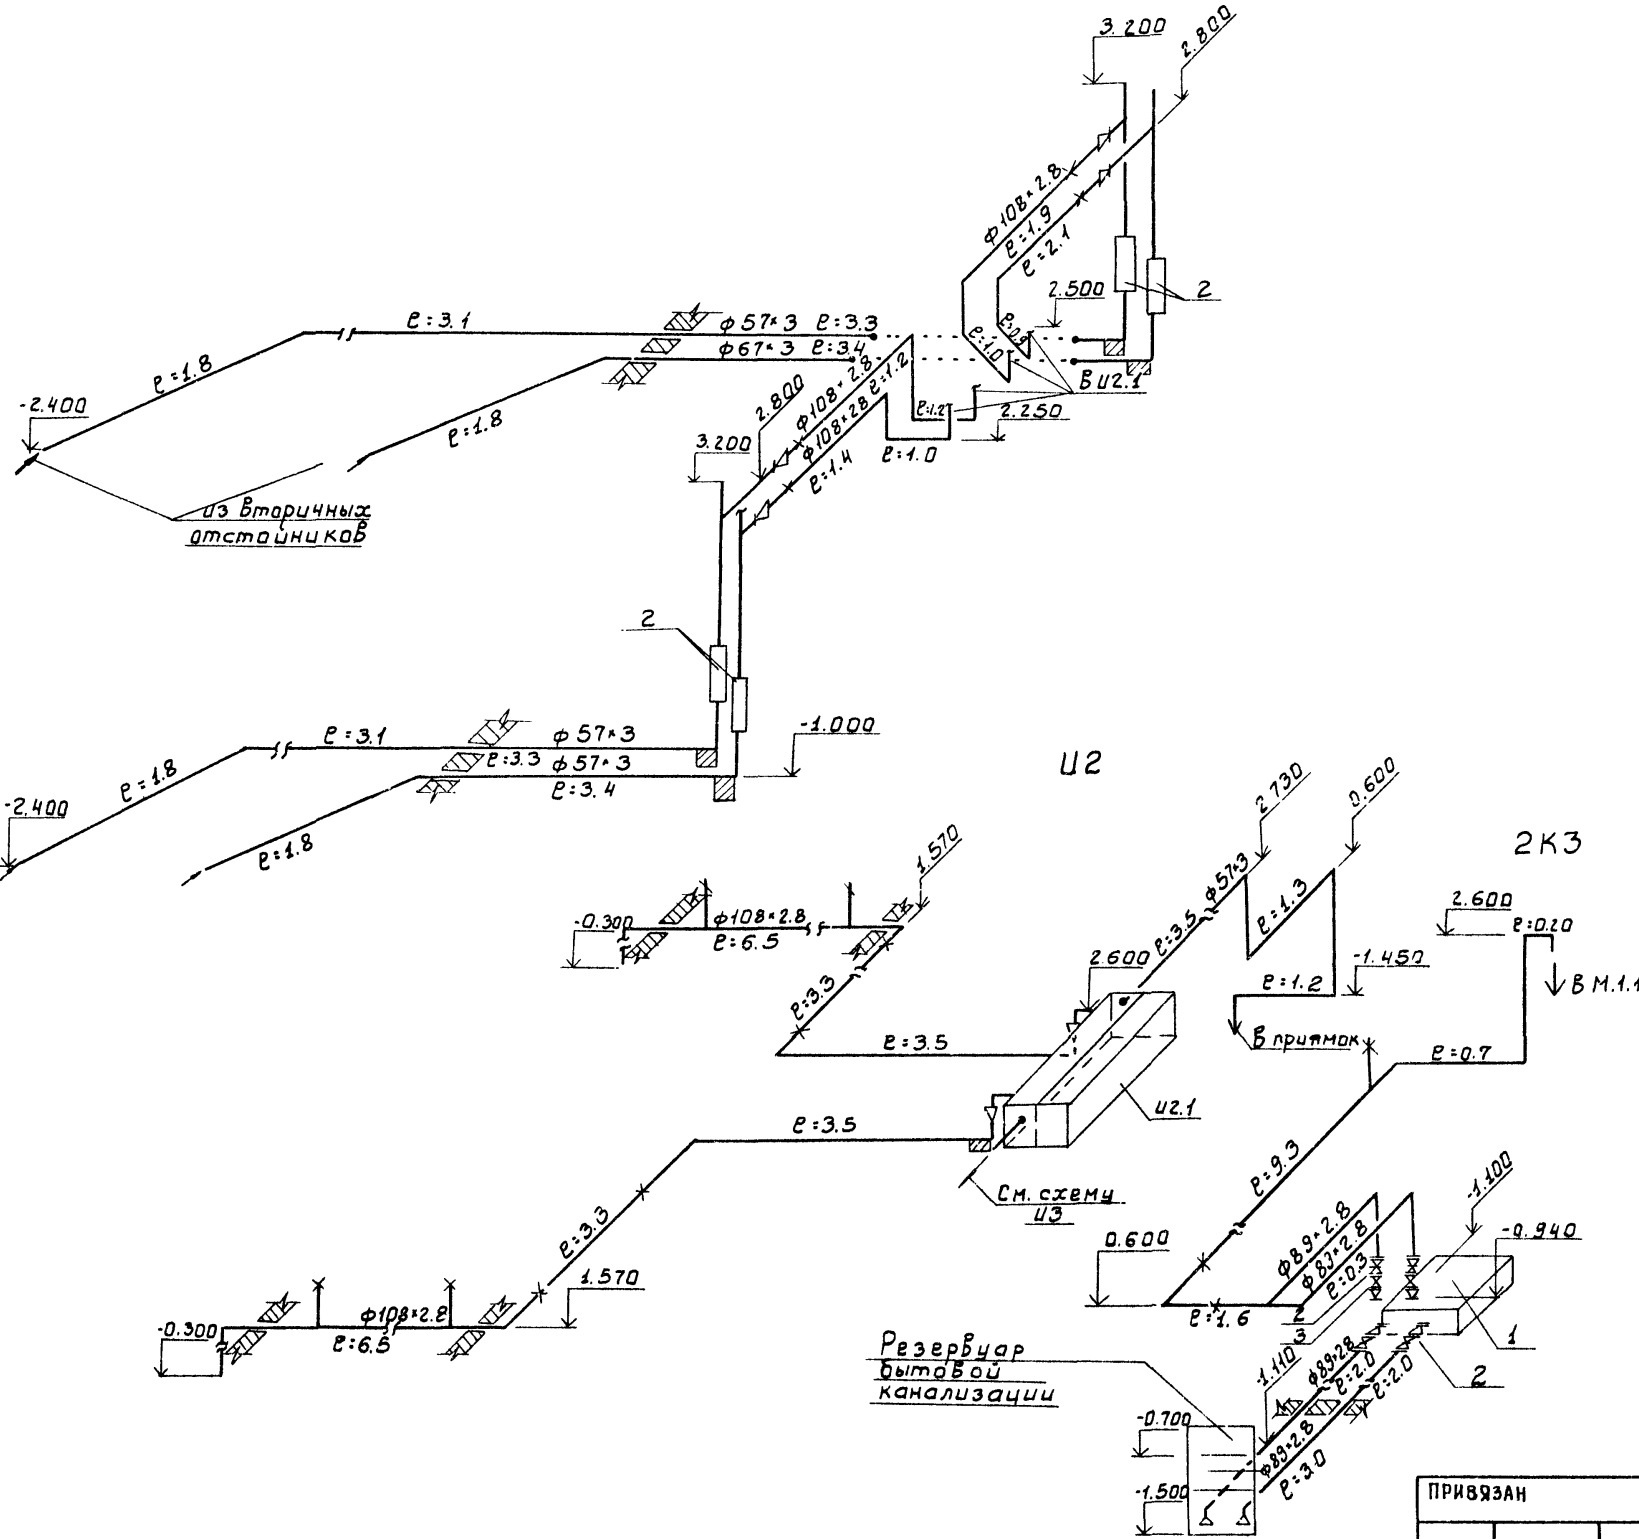 3.200
2.800
ф108×2.8
ℓ=1.9
ℓ=2.1
2.500
2
ℓ=3.1
ф57×3 ℓ=3.3
ф67×3 ℓ=3.4
ℓ=1.8
ℓ=1.0
-2.400
ℓ=1.8
ф108×2.8
ℓ=1.2
ф108×28
ℓ=1.4
2.800
3.200
ℓ=1.2
ℓ=1.0
2.250
В И2.1
из вторичных
отстойников
2
ℓ=3.1
ф57×3
ℓ=3.3 ф57×3
ℓ=3.4
-1.000
ℓ=1.8
-2.400
ℓ=1.8
И2
2.730
0.600
2К3
1.570
ф57×3
ℓ=3.5
ℓ=1.3
-0.300
ф108×2.8
ℓ=6.5
2.600
ℓ=0.20
2.600
-1.450
ℓ=1.2
В М.1.1
ℓ=3.3
ℓ=3.5
В приямок
ℓ=0.7
И2.1
ℓ=3.5
См. схему
И3
ℓ=9.3
ℓ=3.3
-1.100
-0.940
0.600
ф89×2.8
ф89×2.8
ℓ=0.3
1.570
ф108×2.8
ℓ=6.5
-0.300
ℓ=1.6
2
3
1
2
Резервуар
бытовой
канализации
-1.110
ф89×2.8
ℓ=2.0
ℓ=2.0
-0.700
ф89×2.8
ℓ=3.0
-1.500
ПРИВЯЗАН